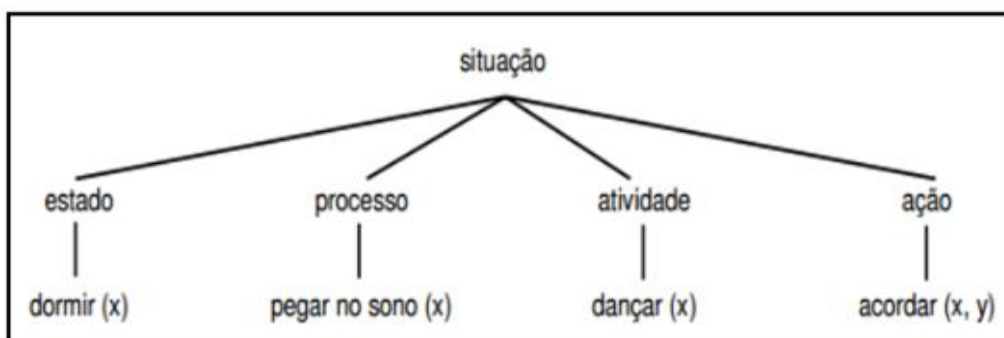 situação
estado processo atividade ação
dormir (x) pegar no sono (x) dançar (x) acordar (x, y)